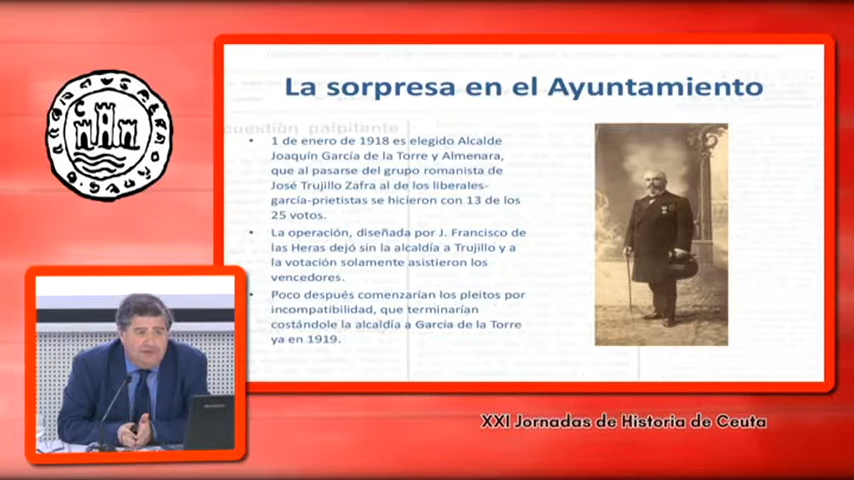 La sorpresa en el Ayuntamiento
cuestión palpitante
• 1 de enero de 1918 es elegido Alcalde
Joaquín García de la Torre y Almenara,
que al pasarse del grupo romanista de
José Trujillo Zafra al de los liberales-
garcía-prietistas se hicieron con 13 de los
25 votos.
• La operación, diseñada por J. Francisco de
las Heras dejó sin la alcaldía a Trujillo y a
la votación solamente asistieron los
vencedores.
• Poco después comenzarían los pleitos por
incompatibilidad, que terminarían
costándole la alcaldía a García de la Torre
ya en 1919.
XXI Jornadas de Historia de Ceuta